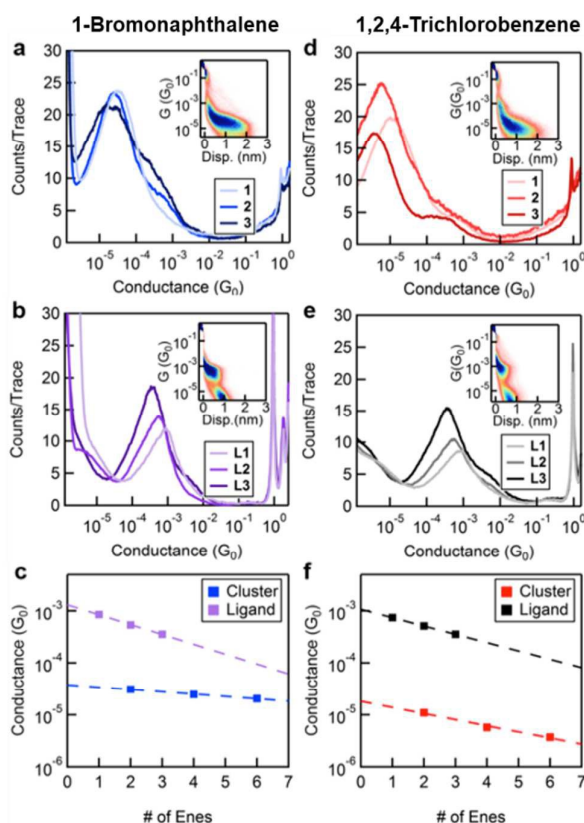 1-Bromonaphthalene
1,2,4-Trichlorobenzene
a
30
25
20
15
10
5
0
Counts/Trace
10⁻⁵ 10⁻⁴ 10⁻³ 10⁻² 10⁻¹ 10⁰
Conductance (G₀)
G (G₀)
10⁻¹
10⁻³
10⁻⁵
0 1 2 3
Disp. (nm)
1
2
3
d
30
25
20
15
10
5
0
Counts/Trace
10⁻⁵ 10⁻⁴ 10⁻³ 10⁻² 10⁻¹ 10⁰
Conductance (G₀)
G(G₀)
10⁻¹
10⁻³
10⁻⁵
0 1 2 3
Disp. (nm)
1
2
3
b
30
25
20
15
10
5
0
Counts/Trace
10⁻⁵ 10⁻⁴ 10⁻³ 10⁻² 10⁻¹ 10⁰
Conductance (G₀)
G (G₀)
10⁻¹
10⁻³
10⁻⁵
0 1 2 3
Disp.(nm)
L1
L2
L3
e
30
25
20
15
10
5
0
Counts/Trace
10⁻⁵ 10⁻⁴ 10⁻³ 10⁻² 10⁻¹ 10⁰
Conductance (G₀)
G(G₀)
10⁻¹
10⁻³
10⁻⁵
0 1 2 3
Disp. (nm)
L1
L2
L3
c
Conductance (G₀)
10⁻³
10⁻⁴
10⁻⁵
10⁻⁶
0 1 2 3 4 5 6 7
# of Enes
Cluster
Ligand
f
Conductance (G₀)
10⁻³
10⁻⁴
10⁻⁵
10⁻⁶
0 1 2 3 4 5 6 7
# of Enes
Cluster
Ligand